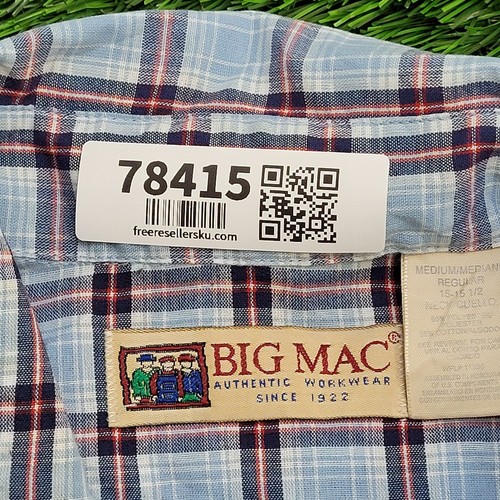 78415
freeresellersku.com
MEDIUM/MEDIANO
REGULAR
15-15 1/2
BIG MAC®
AUTHENTIC WORKWEAR
SINCE 1922